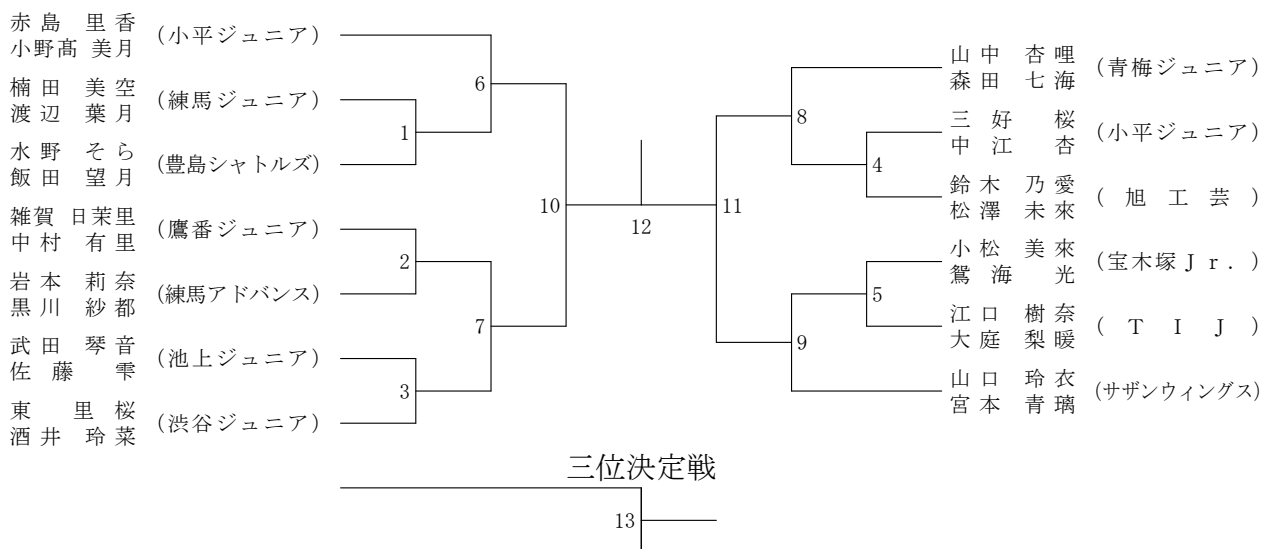 赤島 里香
小野髙 美月
(小平ジュニア)
楠田 美空
渡辺 葉月
(練馬ジュニア)
水野 そら
飯田 望月
(豊島シャトルズ)
雑賀 日茉里
中村 有里
(鷹番ジュニア)
岩本 莉奈
黒川 紗都
(練馬アドバンス)
武田 琴音
佐藤 雫
(池上ジュニア)
東 里桜
酒井 玲菜
(渋谷ジュニア)
1
2
3
6
7
10
12
11
8
4
5
9
山中 杏哩
森田 七海
(青梅ジュニア)
三好 桜
中江 杏
(小平ジュニア)
鈴木 乃愛
松澤 未來
(旭工芸)
小松 美來
鴛海 光
(宝木塚Jr.)
江口 樹奈
大庭 梨暖
(TIJ)
山口 玲衣
宮本 青璃
(サザンウィングス)
三位決定戦
13